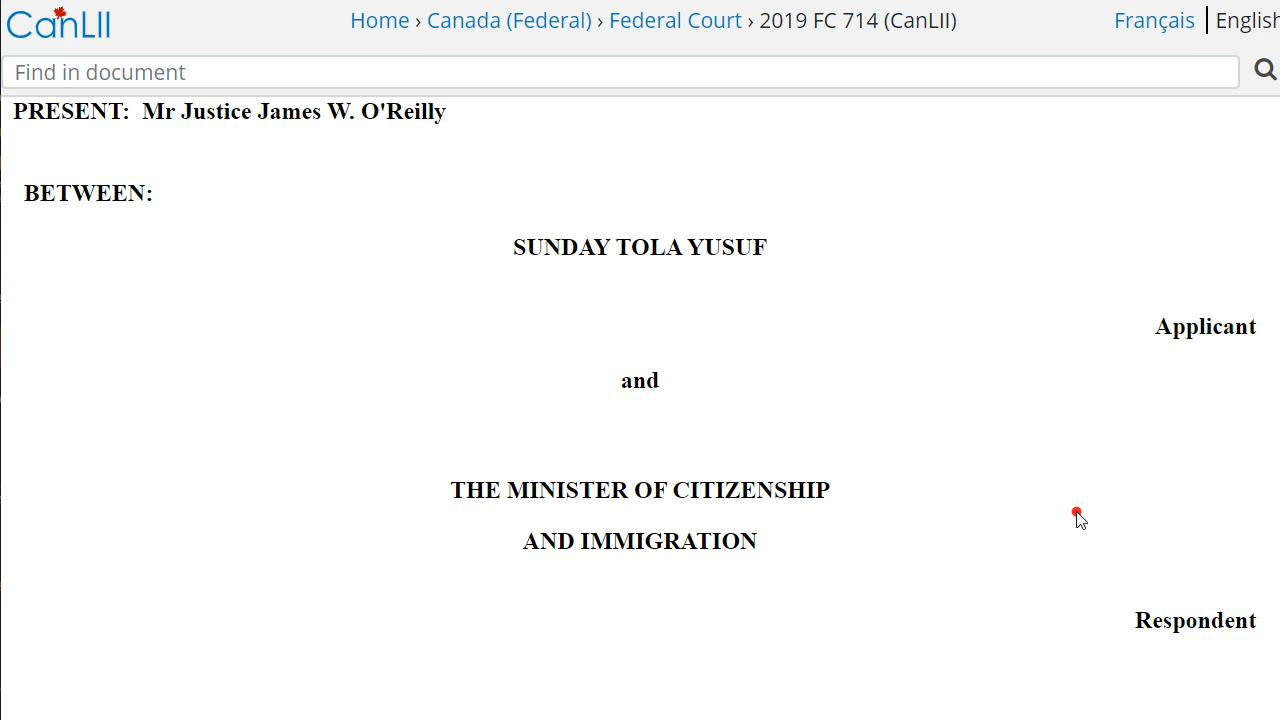 CanLII Home › Canada (Federal) › Federal Court › 2019 FC 714 (CanLII) Français English
Find in document
PRESENT: Mr Justice James W. O'Reilly
BETWEEN:
SUNDAY TOLA YUSUF
Applicant
and
THE MINISTER OF CITIZENSHIP
AND IMMIGRATION
Respondent